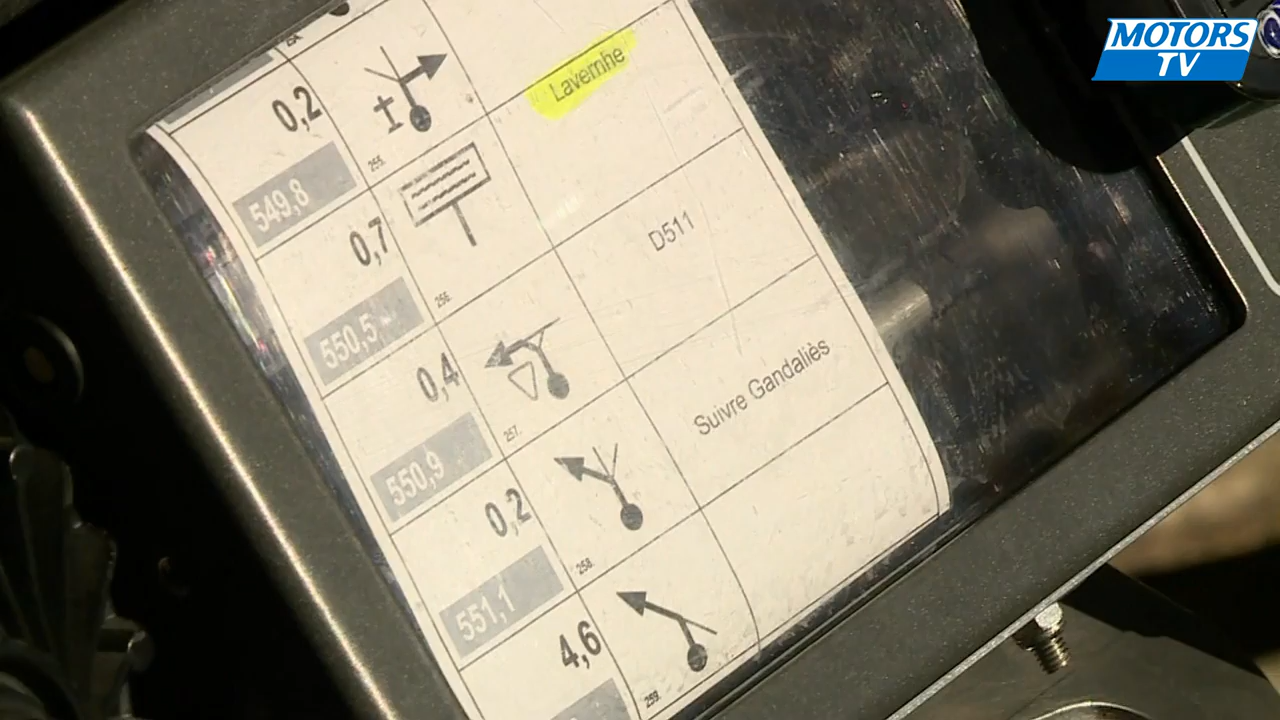 MOTORS
TV
0,2
Lavernhe
549,8
255.
0,7
D511
550,5
256.
0,4
Suivre Gandaliès
550,9
257.
0,2
551,1
258.
4,6
259.